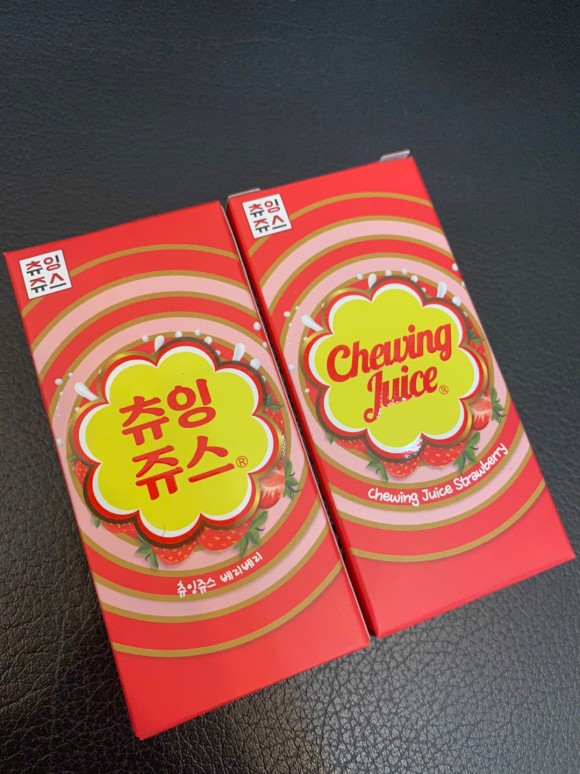 츄잉
쥬스
츄잉
쥬스®
츄잉쥬스 베리베리
츄잉
쥬스
Chewing
Juice®
Chewing Juice Strawberry